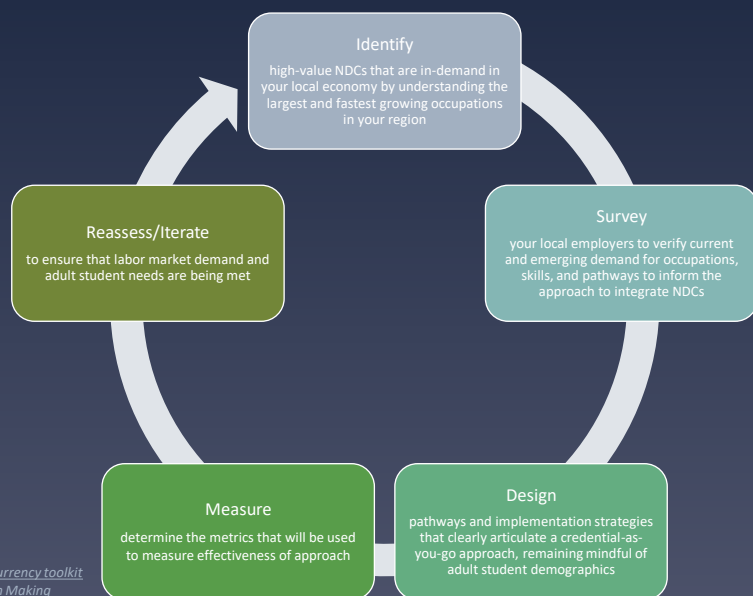 Identify
high-value NDCs that are in-demand in
your local economy by understanding the
largest and fastest growing occupations
in your region
Survey
your local employers to verify current
and emerging demand for occupations,
skills, and pathways to inform the
approach to integrate NDCs
Design
pathways and implementation strategies
that clearly articulate a credential-as-
you-go approach, remaining mindful of
adult student demographics
Measure
determine the metrics that will be used
to measure effectiveness of approach
Reassess/Iterate
to ensure that labor market demand and
adult student needs are being met
toolkit
Making